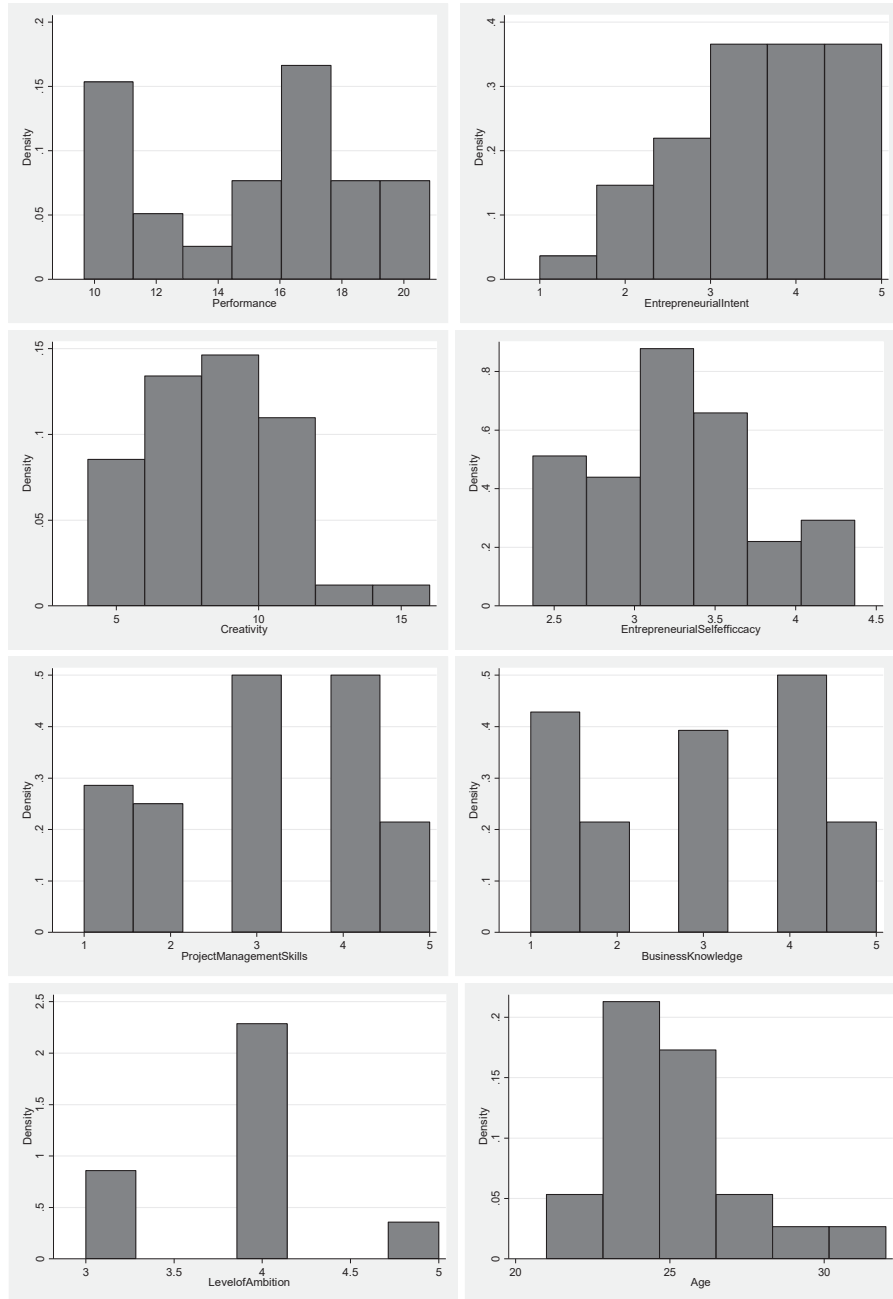 Density
0 .05 .1 .15 .2
10 12 14 16 18 20
Performance
Density
0 .1 .2 .3 .4
1 2 3 4 5
EntrepreneurialIntent
Density
0 .05 .1 .15
5 10 15
Creativity
Density
0 .2 .4 .6 .8
2.5 3 3.5 4 4.5
EntrepreneurialSelfefficcacy
Density
0 .1 .2 .3 .4 .5
1 2 3 4 5
ProjectManagementSkills
Density
0 .1 .2 .3 .4 .5
1 2 3 4 5
BusinessKnowledge
Density
0 .5 1 1.5 2 2.5
3 3.5 4 4.5 5
LevelofAmbition
Density
0 .05 .1 .15 .2
20 25 30
Age